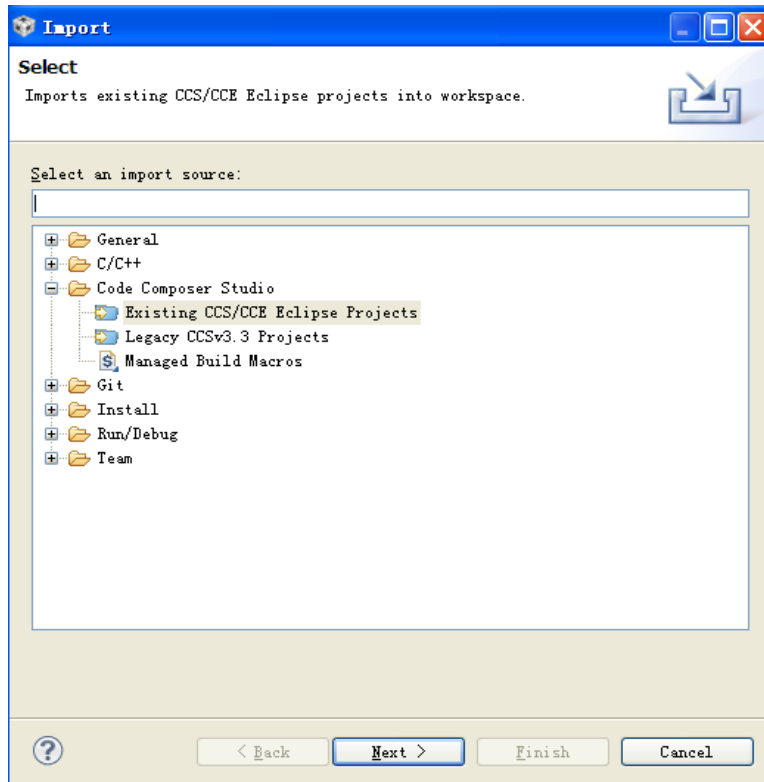 Import
Select
Imports existing CCS/CCE Eclipse projects into workspace.
Select an import source:
General
C/C++
Code Composer Studio
Existing CCS/CCE Eclipse Projects
Legacy CCSv3.3 Projects
Managed Build Macros
Git
Install
Run/Debug
Team
< Back Next > Finish Cancel